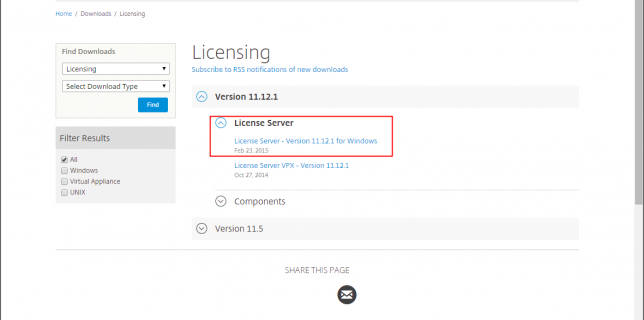 Home / Downloads / Licensing
Find Downloads
Licensing
Select Download Type
Find
Filter Results
All
Windows
Virtual Appliance
UNIX
Licensing
Subscribe to RSS notifications of new downloads
Version 11.12.1
License Server
License Server - Version 11.12.1 for Windows
Feb 23, 2015
License Server VPX - Version 11.12.1
Oct 27, 2014
Components
Version 11.5
SHARE THIS PAGE